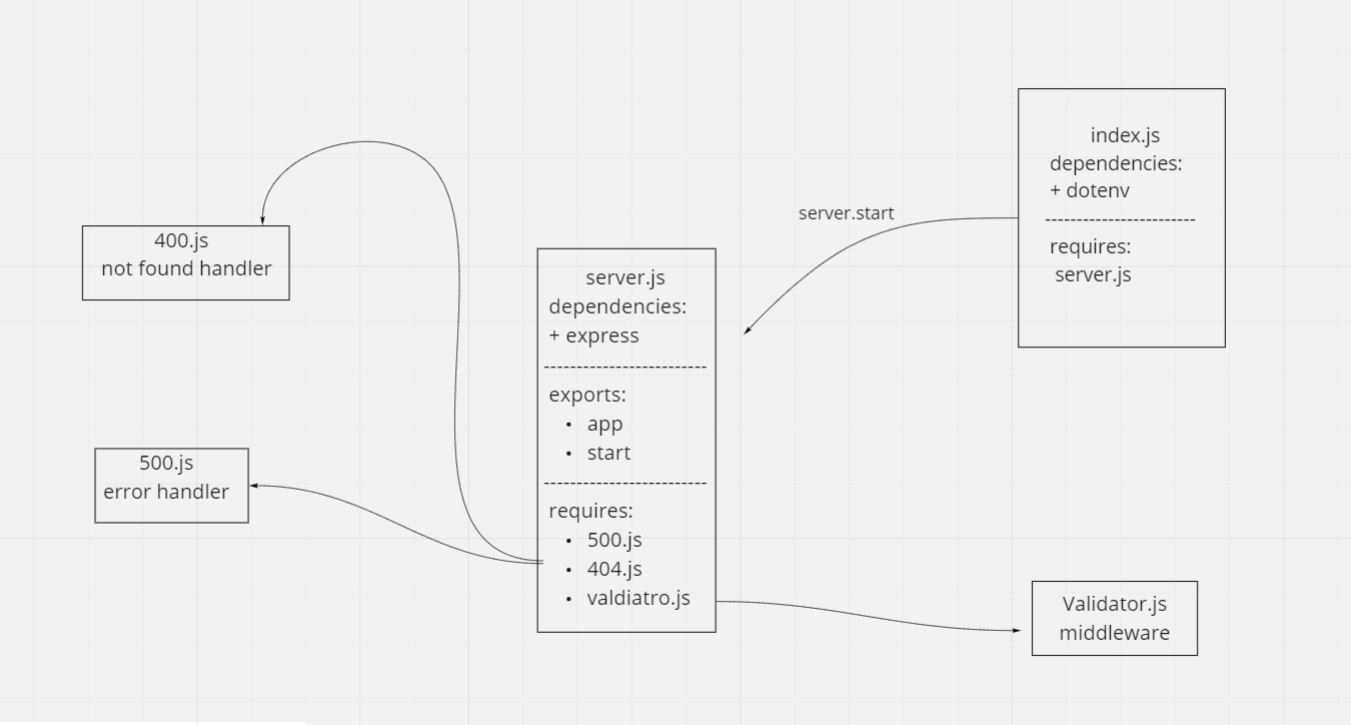 400.js
not found handler
500.js
error handler
server.js
dependencies:
+ express
-----------------------
exports:
• app
• start
-----------------------
requires:
• 500.js
• 404.js
• valdiatro.js
server.start
index.js
dependencies:
+ dotenv
---------------------
requires:
server.js
Validator.js
middleware